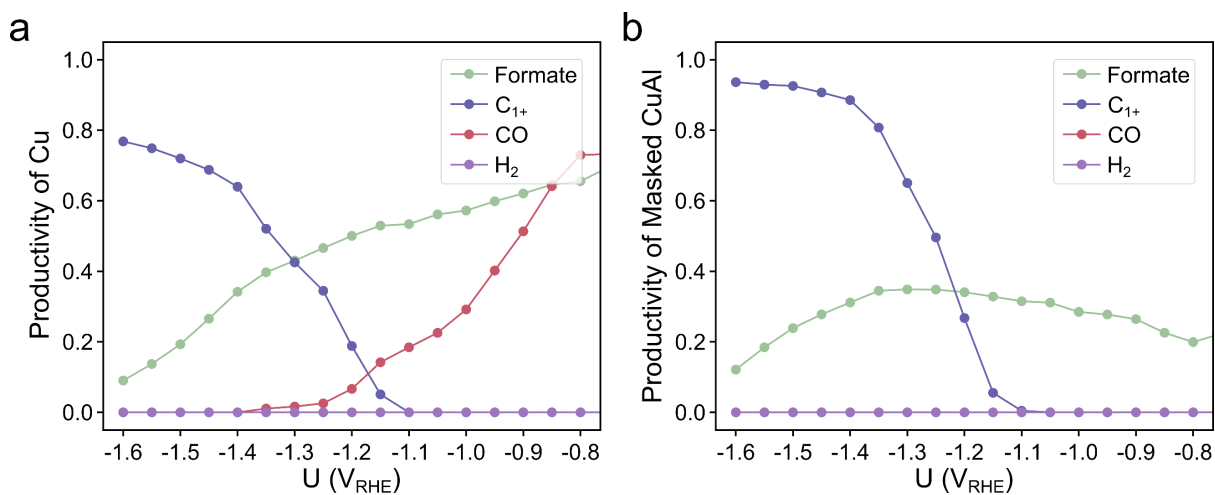 a
Productivity of Cu
1.0
0.8
0.6
0.4
0.2
0.0
Formate
C1+
CO
H2
-1.6 -1.5 -1.4 -1.3 -1.2 -1.1 -1.0 -0.9 -0.8
U (VRHE)
b
Productivity of Masked CuAl
1.0
0.8
0.6
0.4
0.2
0.0
Formate
C1+
CO
H2
-1.6 -1.5 -1.4 -1.3 -1.2 -1.1 -1.0 -0.9 -0.8
U (VRHE)